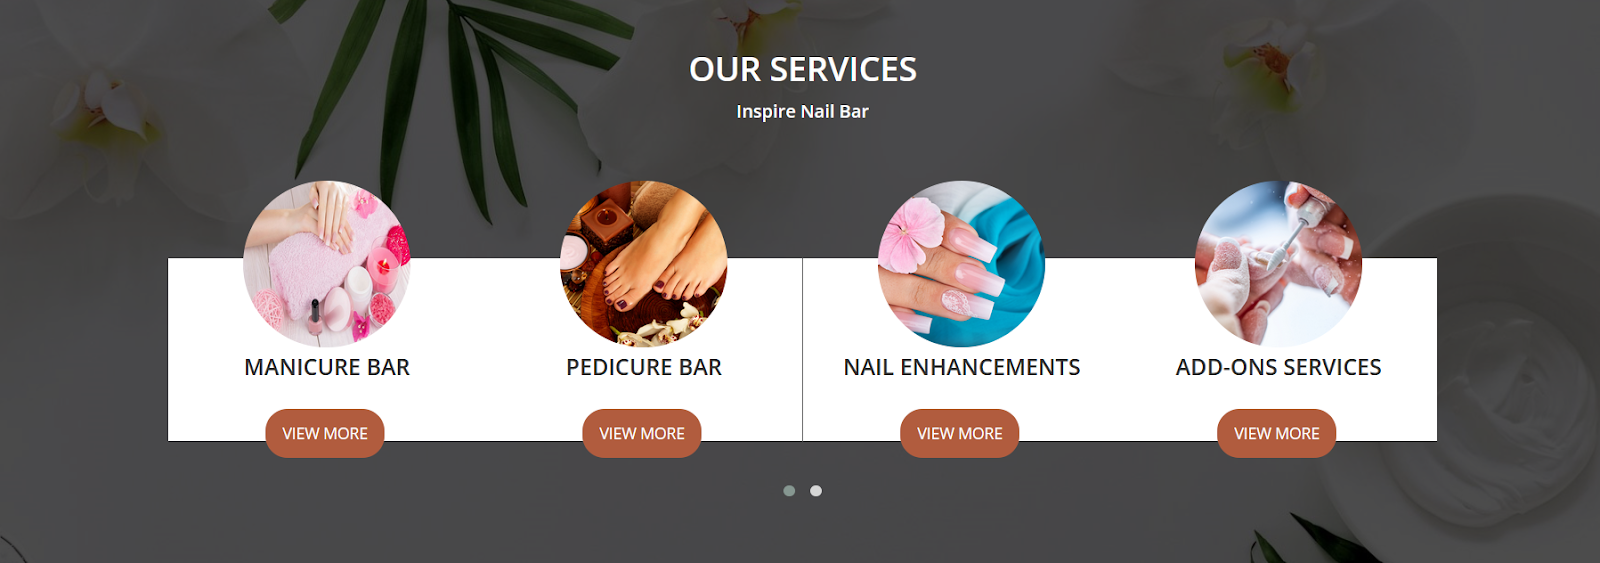 OUR SERVICES
Inspire Nail Bar
MANICURE BAR
PEDICURE BAR
NAIL ENHANCEMENTS
ADD-ONS SERVICES
VIEW MORE
VIEW MORE
VIEW MORE
VIEW MORE